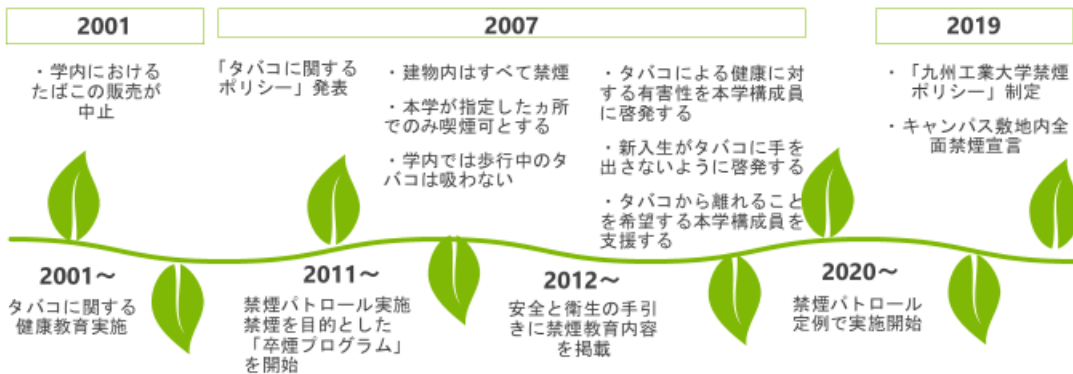 2001
・学内における
たばこの販売が
中止
2007
「タバコに関する
ポリシー」発表
・建物内はすべて禁煙
・本学が指定したヵ所
でのみ喫煙可とする
・学内では歩行中のタ
バコは吸わない
・タバコによる健康に対
する有害性を本学構成員
に啓発する
・新入生がタバコに手を
出さないように啓発する
・タバコから離れること
を希望する本学構成員を
支援する
2019
・「九州工業大学禁煙
ポリシー」制定
・キャンパス敷地内全
面禁煙宣言
2001～
タバコに関する
健康教育実施
2011～
禁煙パトロール実施
禁煙を目的とした
「卒煙プログラム」
を開始
2012～
安全と衛生の手引
きに禁煙教育内容
を掲載
2020～
禁煙パトロール
定例で実施開始